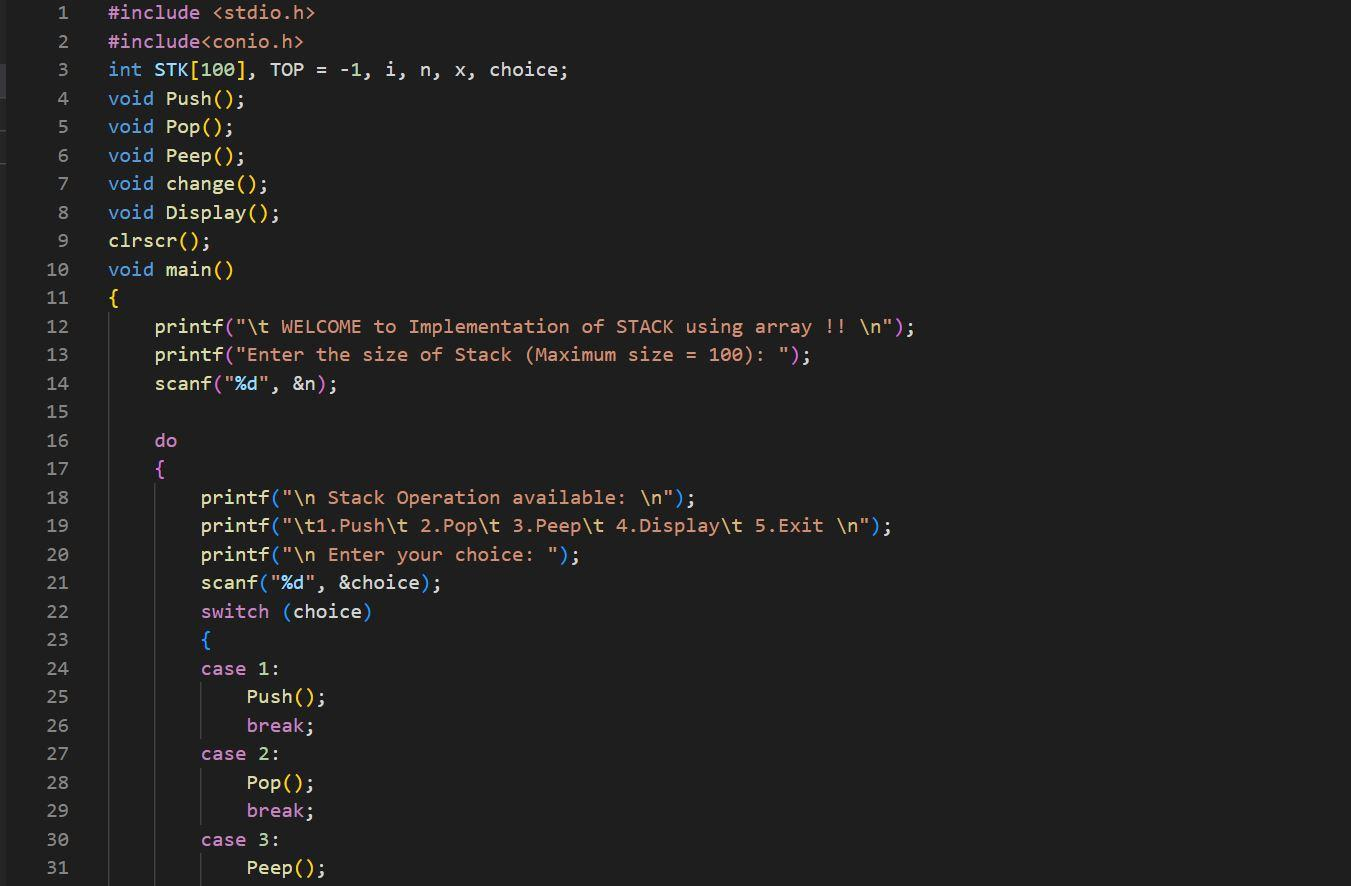 1 #include <stdio.h>
2 #include<conio.h>
3 int STK[100], TOP = -1, i, n, x, choice;
4 void Push();
5 void Pop();
6 void Peep();
7 void change();
8 void Display();
9 clrscr();
10 void main()
11 {
12     printf("\t WELCOME to Implementation of STACK using array !! \n");
13     printf("Enter the size of Stack (Maximum size = 100): ");
14     scanf("%d", &n);
15
16     do
17     {
18         printf("\n Stack Operation available: \n");
19         printf("\t1.Push\t 2.Pop\t 3.Peep\t 4.Display\t 5.Exit \n");
20         printf("\n Enter your choice: ");
21         scanf("%d", &choice);
22         switch (choice)
23         {
24         case 1:
25             Push();
26             break;
27         case 2:
28             Pop();
29             break;
30         case 3:
31             Peep();